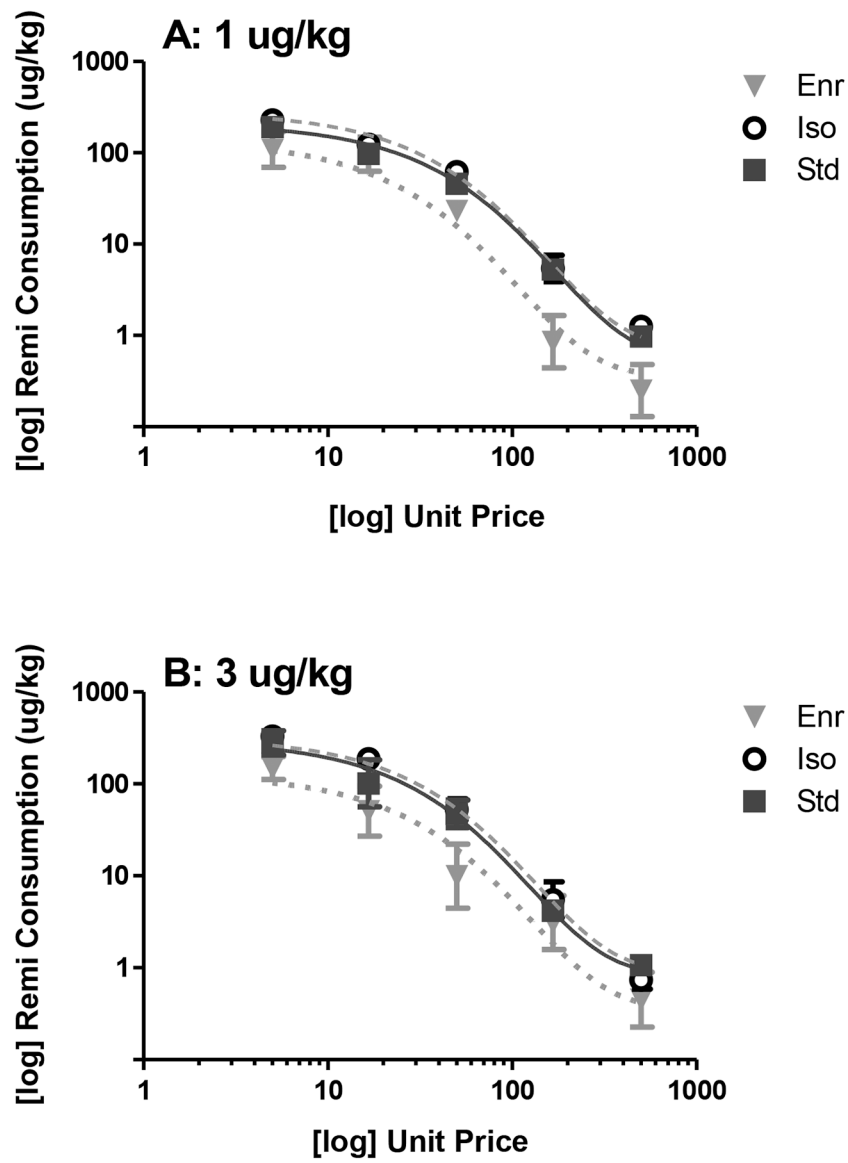 A: 1 ug/kg
[log] Remi Consumption (ug/kg)
1000
100
10
1
1
10
100
1000
[log] Unit Price
Enr
Iso
Std
B: 3 ug/kg
[log] Remi Consumption (ug/kg)
1000
100
10
1
1
10
100
1000
[log] Unit Price
Enr
Iso
Std